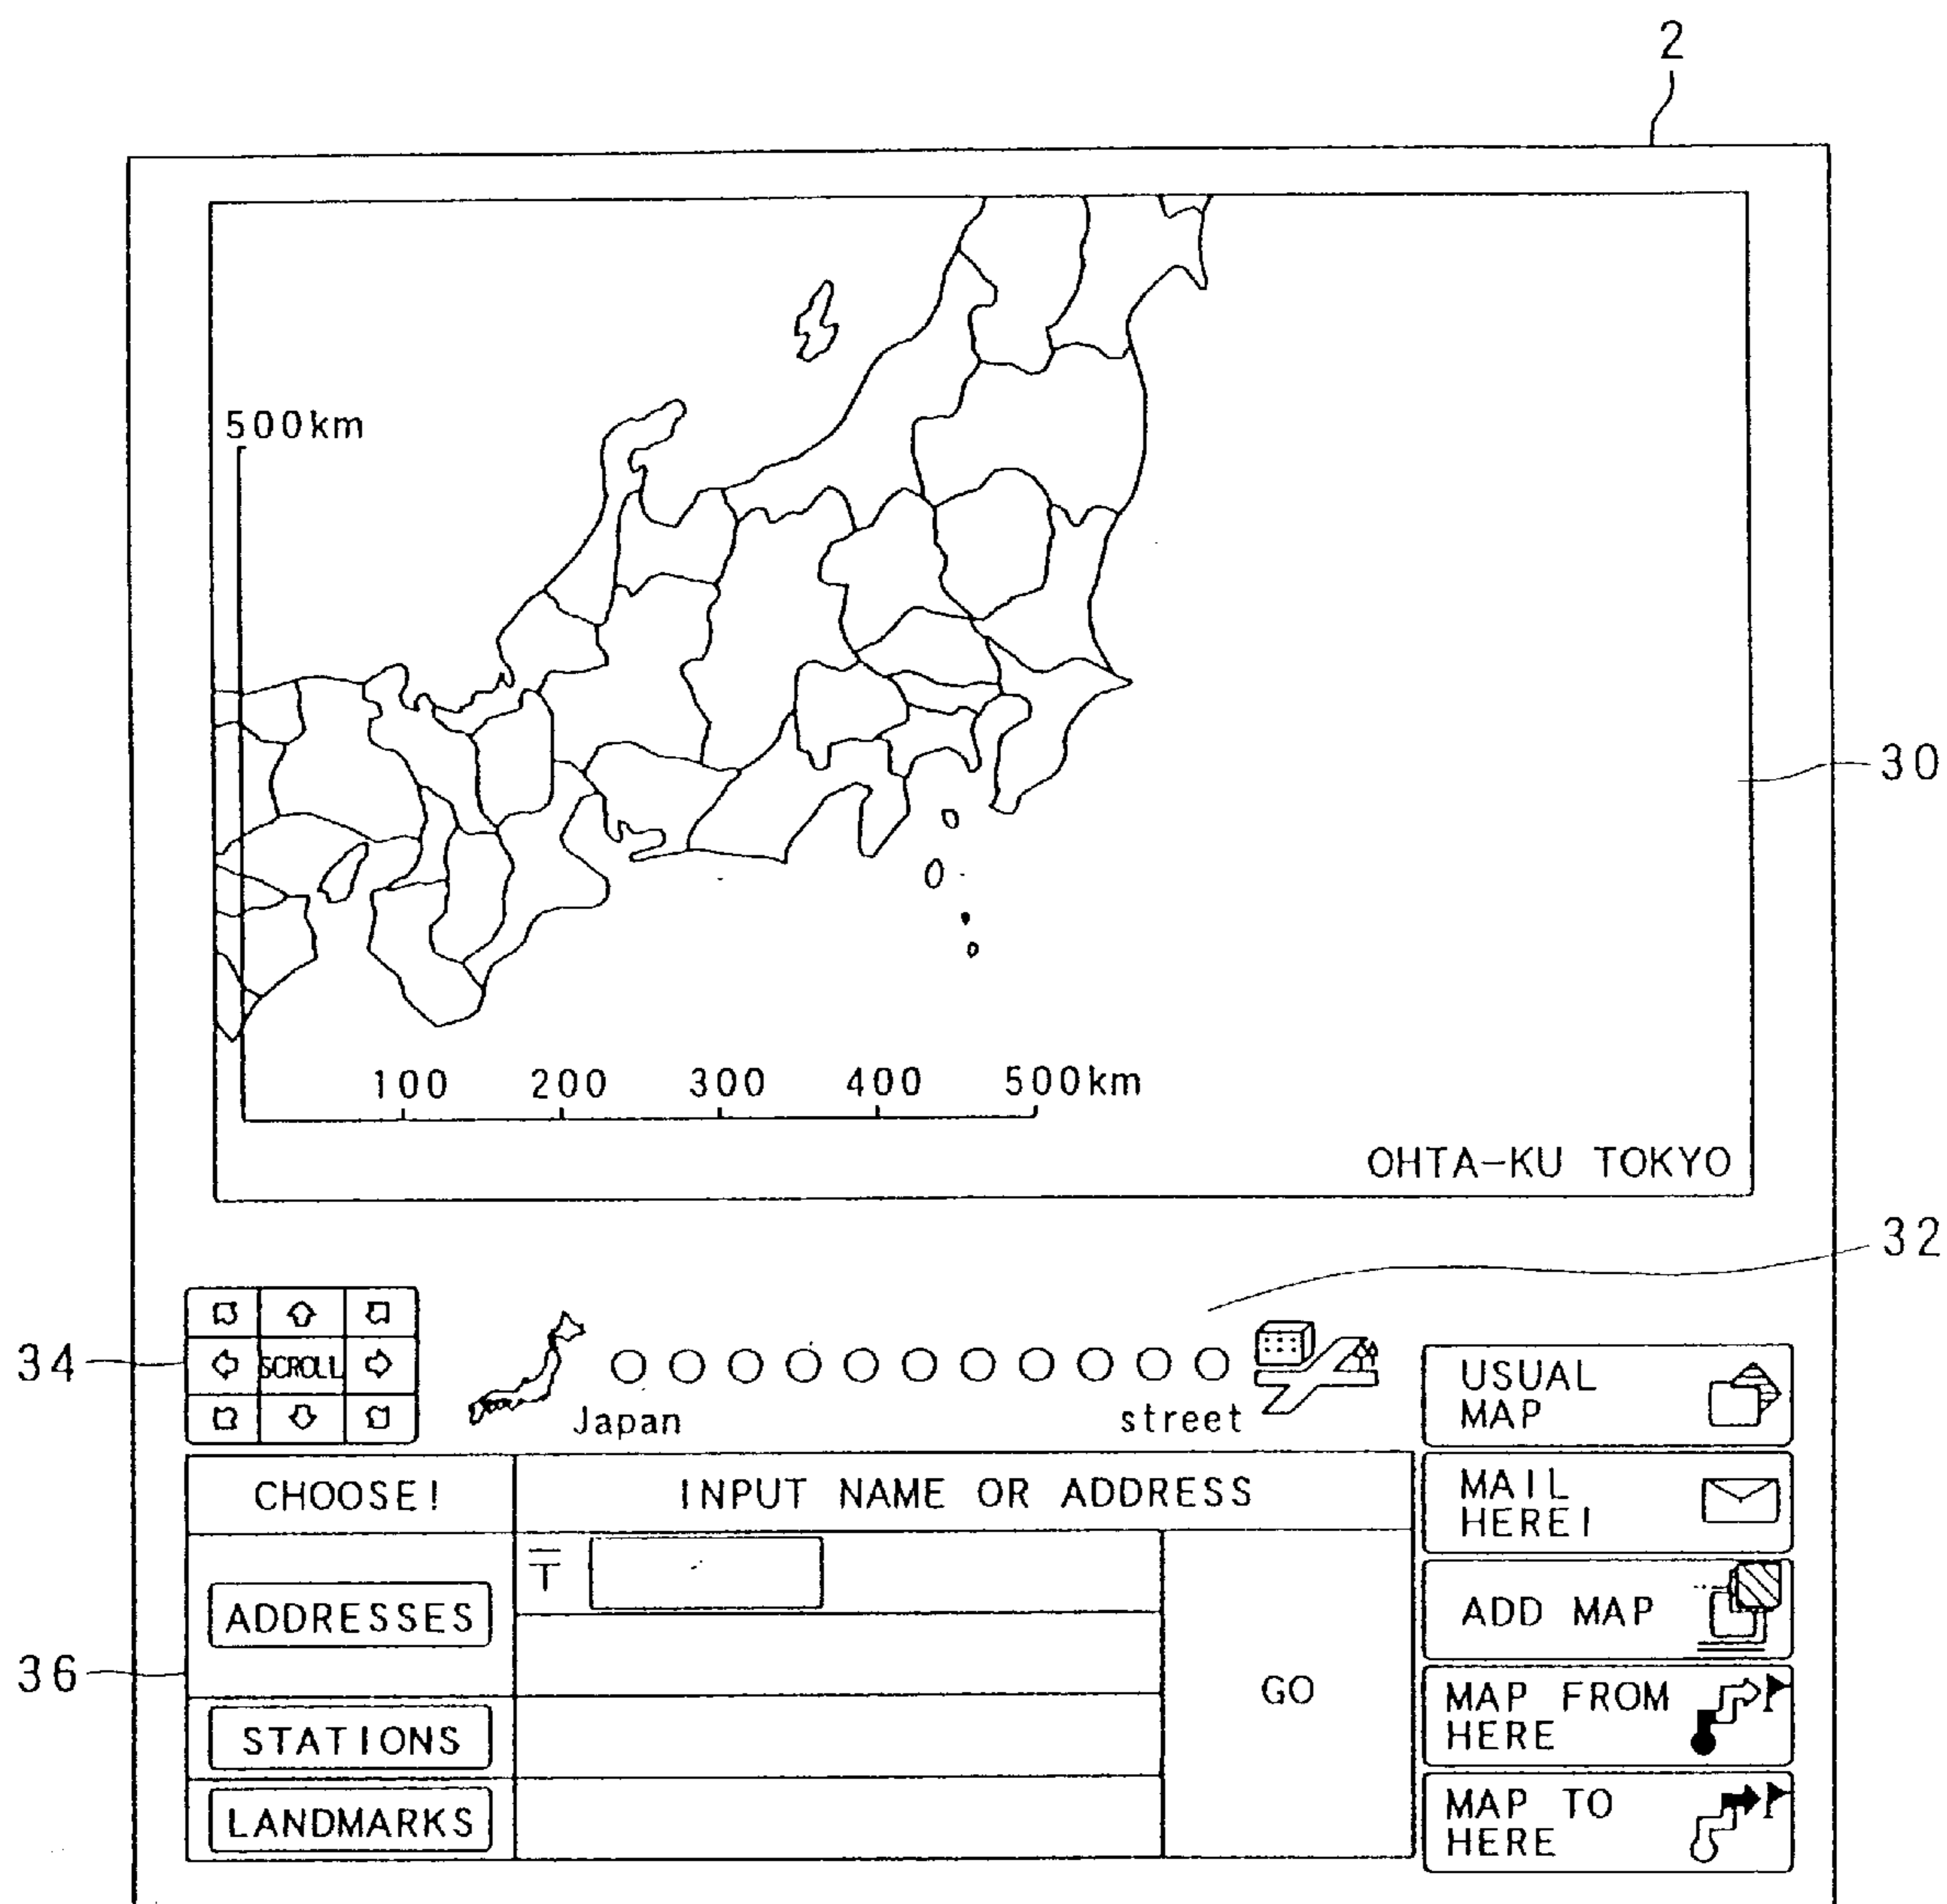 2
500km
30
100 200 300 400 500km
OHTA-KU TOKYO
32
34
SCROLL
Japan
street
USUAL
MAP
CHOOSE!
INPUT NAME OR ADDRESS
MAIL
HERE!
〒
ADDRESSES
ADD MAP
36
GO
MAP FROM
HERE
STATIONS
LANDMARKS
MAP TO
HERE